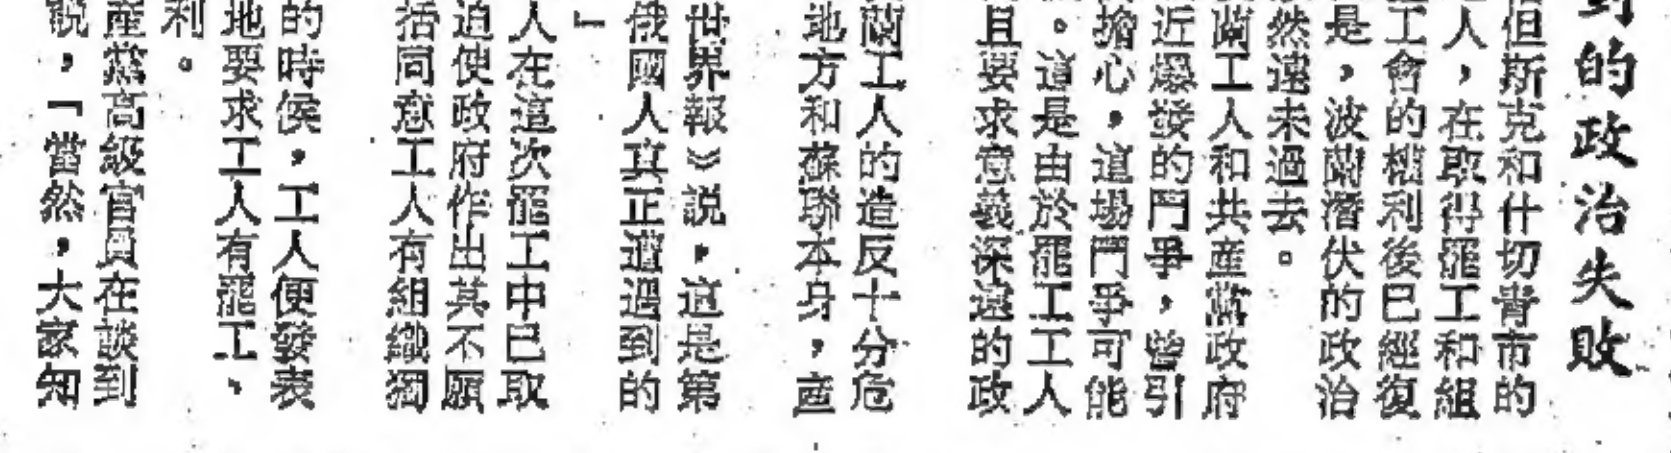 的政治失敗
但斯克和什切青市的
人，在取得罷工和組
工會的權利後已經復
是，波蘭潛伏的政治
然遠未過去。
蘭工人和共產黨政府
近爆發的鬥爭，曾引
擔心，這場鬥爭可能
。這是由於罷工工人
且要求意義深遠的政
蘭工人的造反十分危
地方和蘇聯本身，產
世界報》說，這是第
俄國人真正遭遇到的
』
人在這次罷工中已取
迫使政府作出其不願
括同意工人有組織獨
的時侯，工人便發表
地要求工人有罷工、
利。
產黨高級官員在談到
說，「當然，大家知